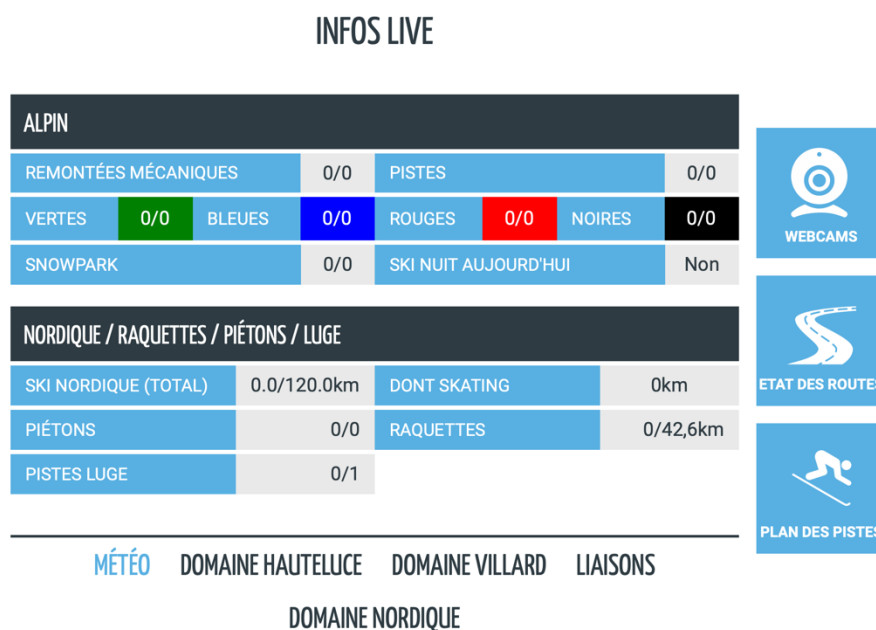 INFOS LIVE
ALPIN
REMONTÉES MÉCANIQUES 0/0 PISTES 0/0
VERTES 0/0 BLEUES 0/0 ROUGES 0/0 NOIRES 0/0
SNOWPARK 0/0 SKI NUIT AUJOURD'HUI Non
NORDIQUE / RAQUETTES / PIÉTONS / LUGE
SKI NORDIQUE (TOTAL) 0.0/120.0km DONT SKATING 0km
PIÉTONS 0/0 RAQUETTES 0/42,6km
PISTES LUGE 0/1
WEBCAMS
ETAT DES ROUTES
PLAN DES PISTES
MÉTÉO DOMAINE HAUTELUCE DOMAINE VILLARD LIAISONS
DOMAINE NORDIQUE